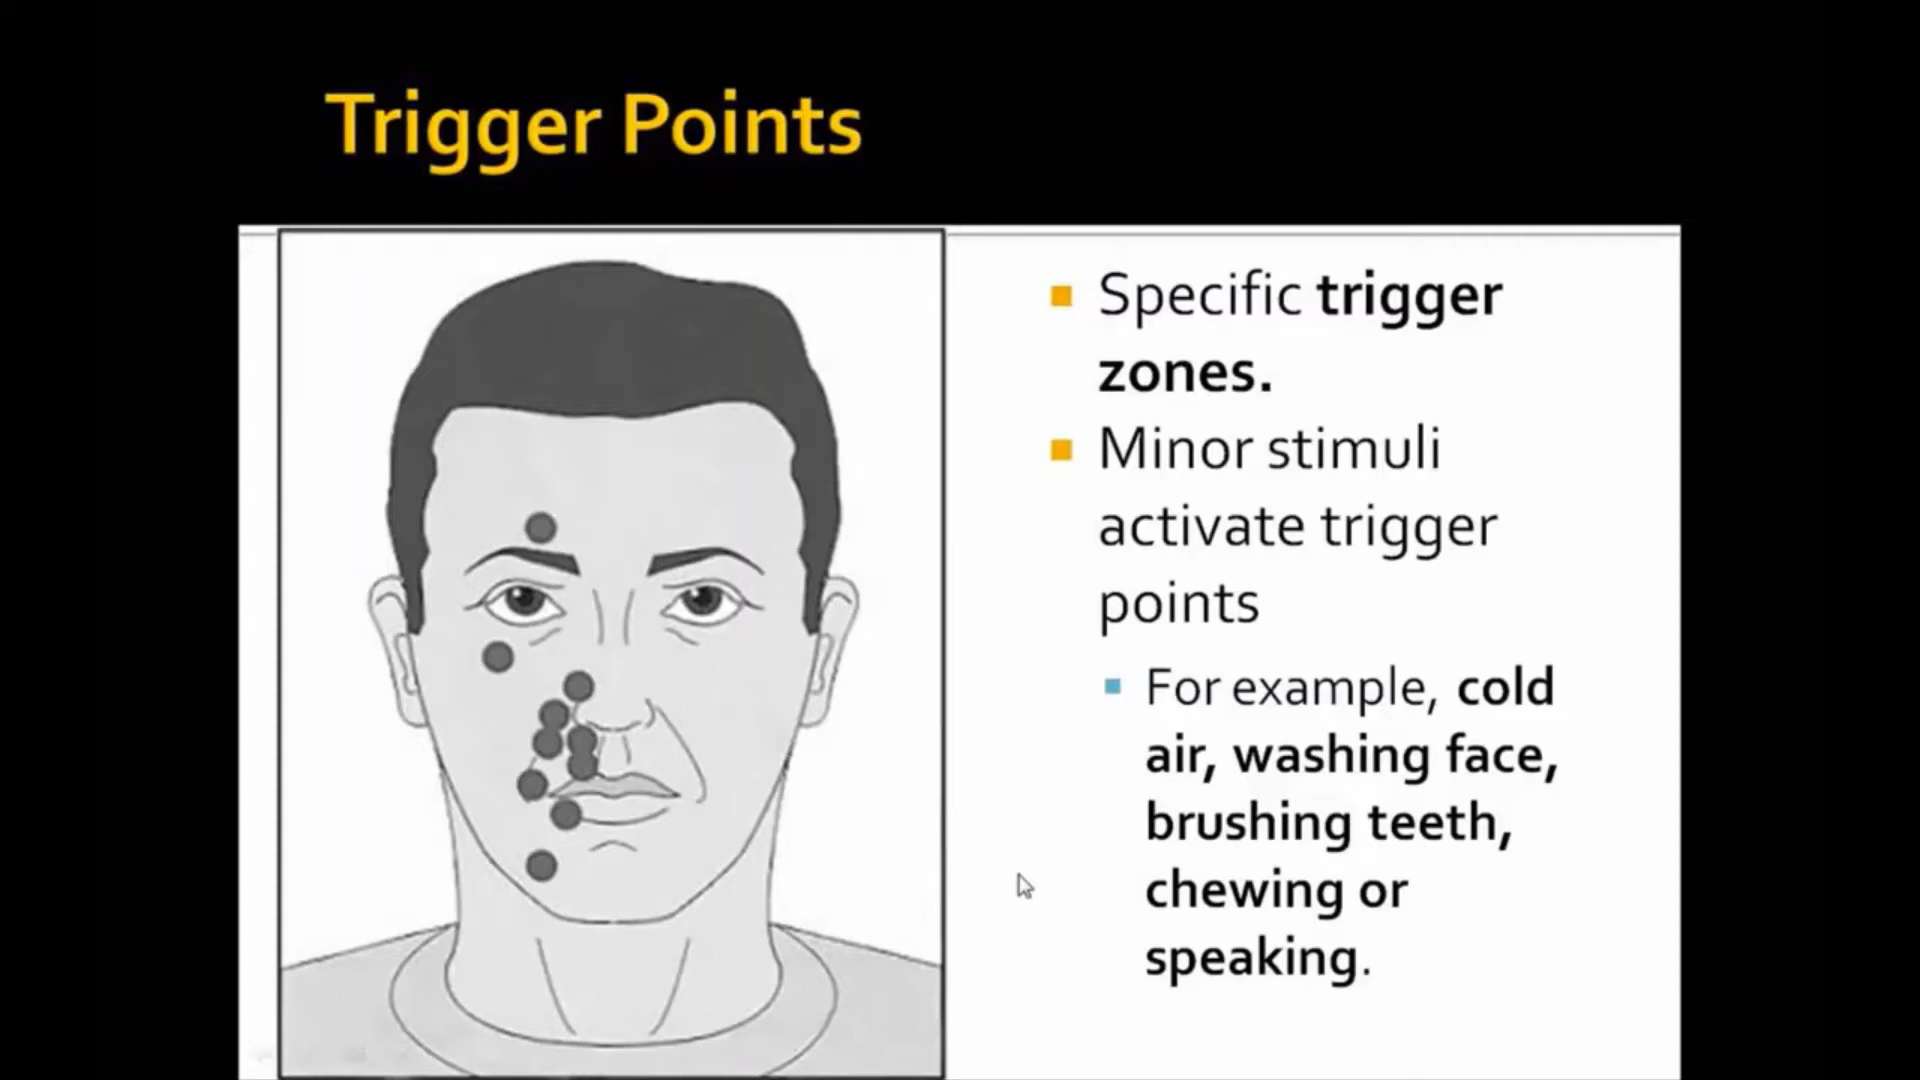 Trigger Points
Specific trigger
zones.
Minor stimuli
activate trigger
points
For example, cold
air, washing face,
brushing teeth,
chewing or
speaking.